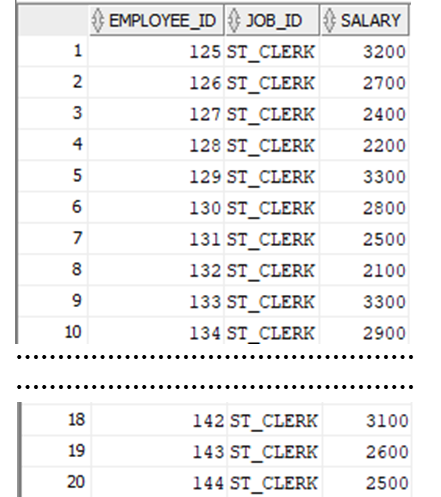 EMPLOYEE_ID JOB_ID SALARY
1 125 ST_CLERK 3200
2 126 ST_CLERK 2700
3 127 ST_CLERK 2400
4 128 ST_CLERK 2200
5 129 ST_CLERK 3300
6 130 ST_CLERK 2800
7 131 ST_CLERK 2500
8 132 ST_CLERK 2100
9 133 ST_CLERK 3300
10 134 ST_CLERK 2900
18 142 ST_CLERK 3100
19 143 ST_CLERK 2600
20 144 ST_CLERK 2500